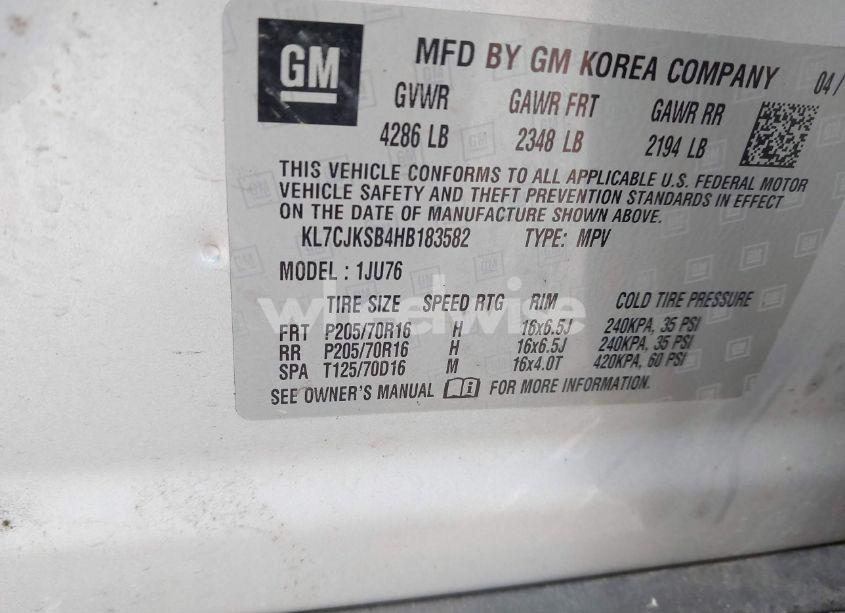 GM
MFD BY GM KOREA COMPANY 04/
GVWR GAWR FRT GAWR RR
4286 LB 2348 LB 2194 LB
THIS VEHICLE CONFORMS TO ALL APPLICABLE U.S. FEDERAL MOTOR
VEHICLE SAFETY AND THEFT PREVENTION STANDARDS IN EFFECT
ON THE DATE OF MANUFACTURE SHOWN ABOVE.
KL7CJKSB4HB183582 TYPE: MPV
MODEL : 1JU76
wheelwise
TIRE SIZE SPEED RTG RIM COLD TIRE PRESSURE
FRT P205/70R16 H 16x6.5J 240KPA, 35 PSI
RR P205/70R16 H 16x6.5J 240KPA, 35 PSI
SPA T125/70D16 M 16x4.0T 420KPA, 60 PSI
SEE OWNER'S MANUAL FOR MORE INFORMATION.